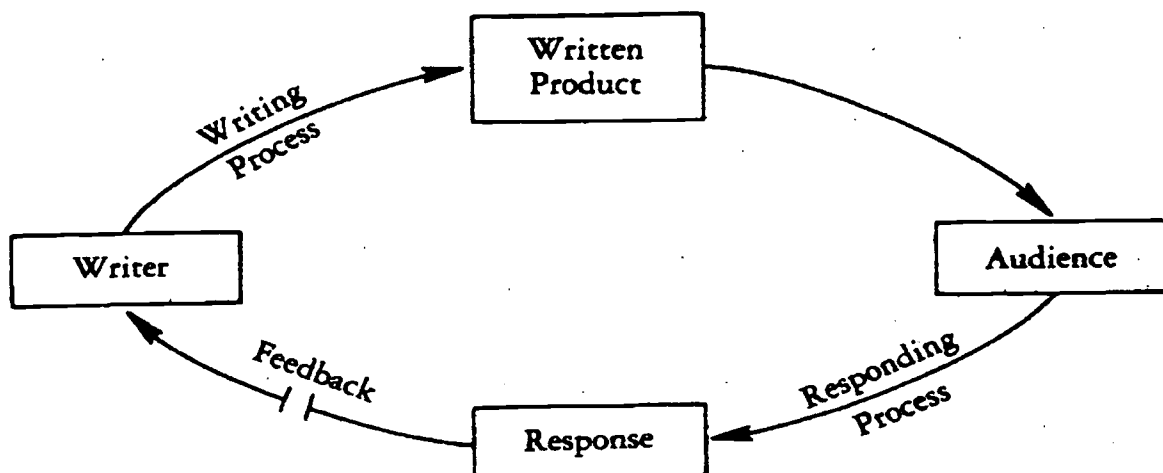 Written
Product
Writing
Process
Writer
Audience
Feedback
Responding
Process
Response